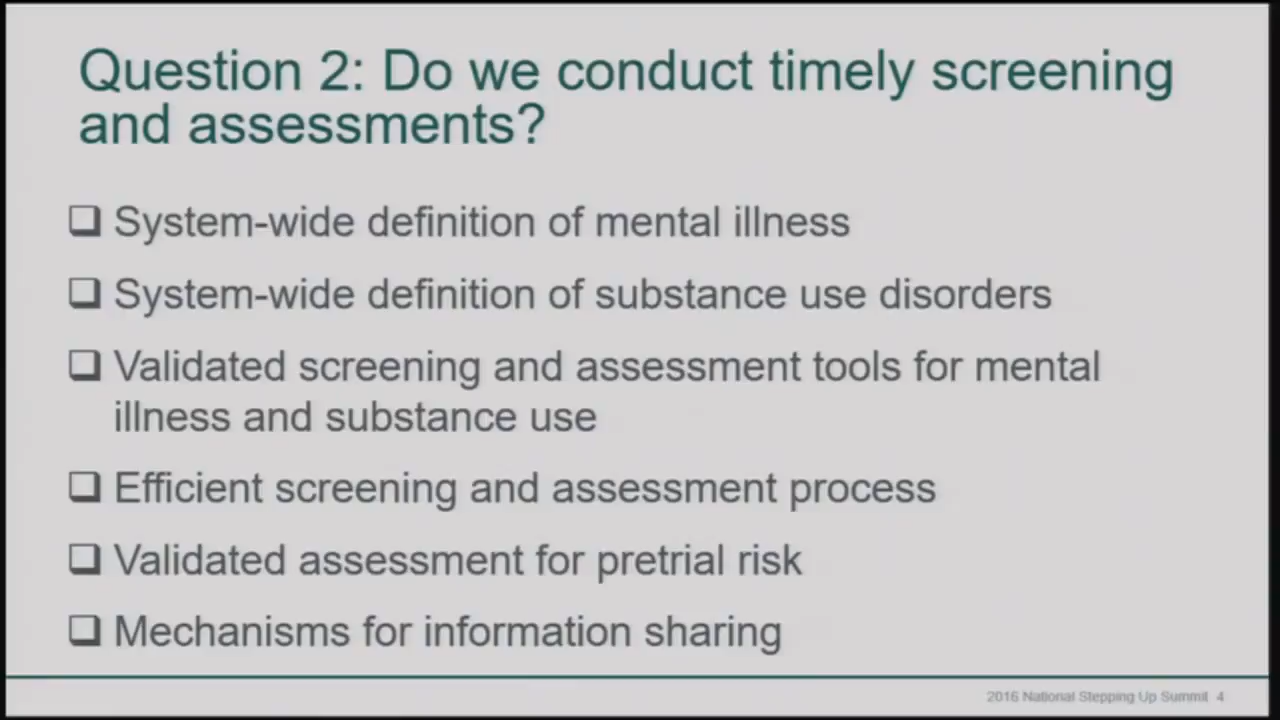 Question 2: Do we conduct timely screening
and assessments?
❑ System-wide definition of mental illness
❑ System-wide definition of substance use disorders
❑ Validated screening and assessment tools for mental
illness and substance use
❑ Efficient screening and assessment process
❑ Validated assessment for pretrial risk
❑ Mechanisms for information sharing
2016 National Stepping Up Summit 4